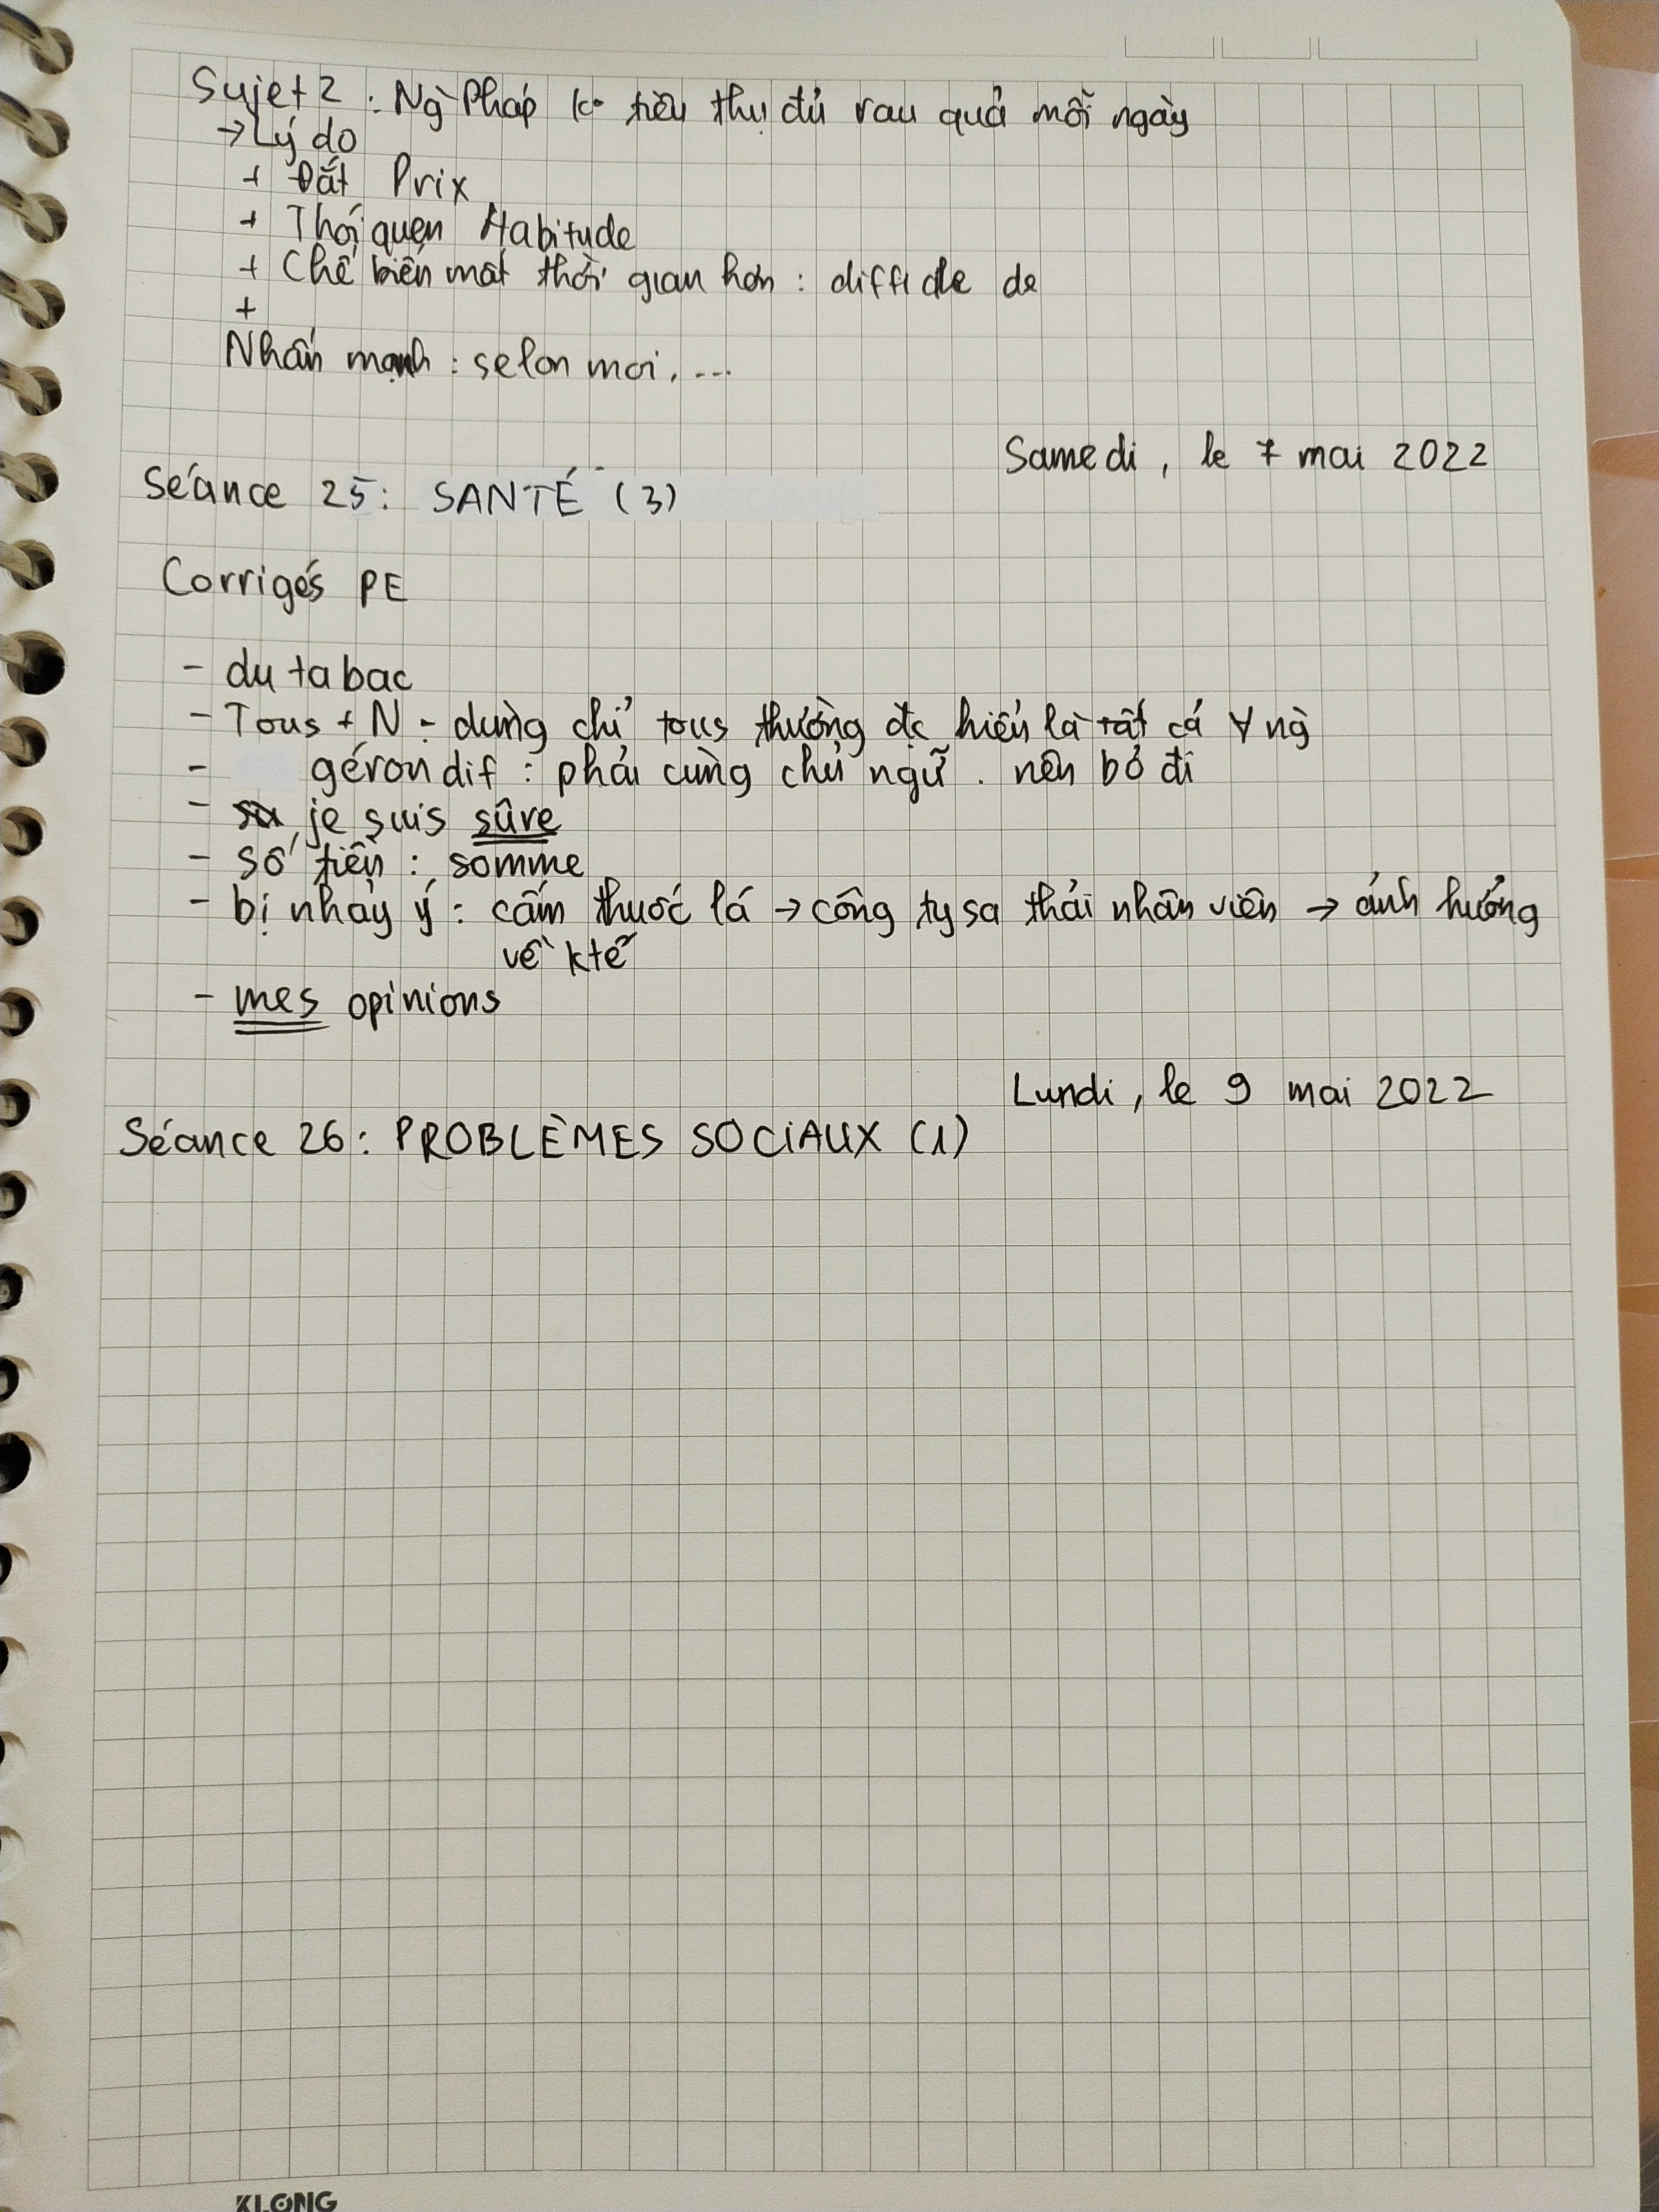 Sujet 2 : Ng` Pháp ko tiêu thụ đủ rau quả mỗi ngày
→ Lý do
+ Đắt Prix
+ Thói quen Habitude
+ Chế biến mất thời gian hơn : difficile de
+
Nhấn mạnh : selon moi, ...
Samedi, le 7 mai 2022
Séance 25 : SANTÉ (3)
Corrigés PE
- du tabac
- Tous + N - dùng chỉ tous thường đc hiểu là tất cả ∀ ng`
- gérondif : phải cùng chủ ngữ . nên bỏ đi
- je suis sûre
- số tiền : somme
- bị nhảy ý : cấm thuốc lá → công ty sa thải nhân viên → ảnh hưởng
về ktế
- mes opinions
Lundi, le 9 mai 2022
Séance 26 : PROBLÈMES SOCIAUX (1)
KLONG